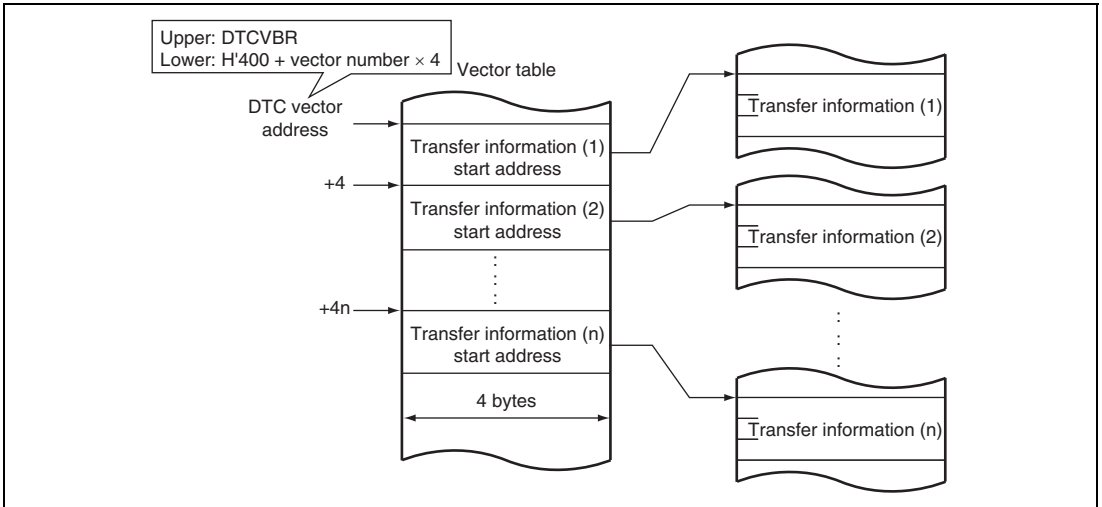 Upper: DTCVBR
Lower: H'400 + vector number × 4
Vector table
DTC vector
address
Transfer information (1)
start address
+4
Transfer information (2)
start address
+4n
Transfer information (n)
start address
4 bytes
Transfer information (1)
Transfer information (2)
Transfer information (n)